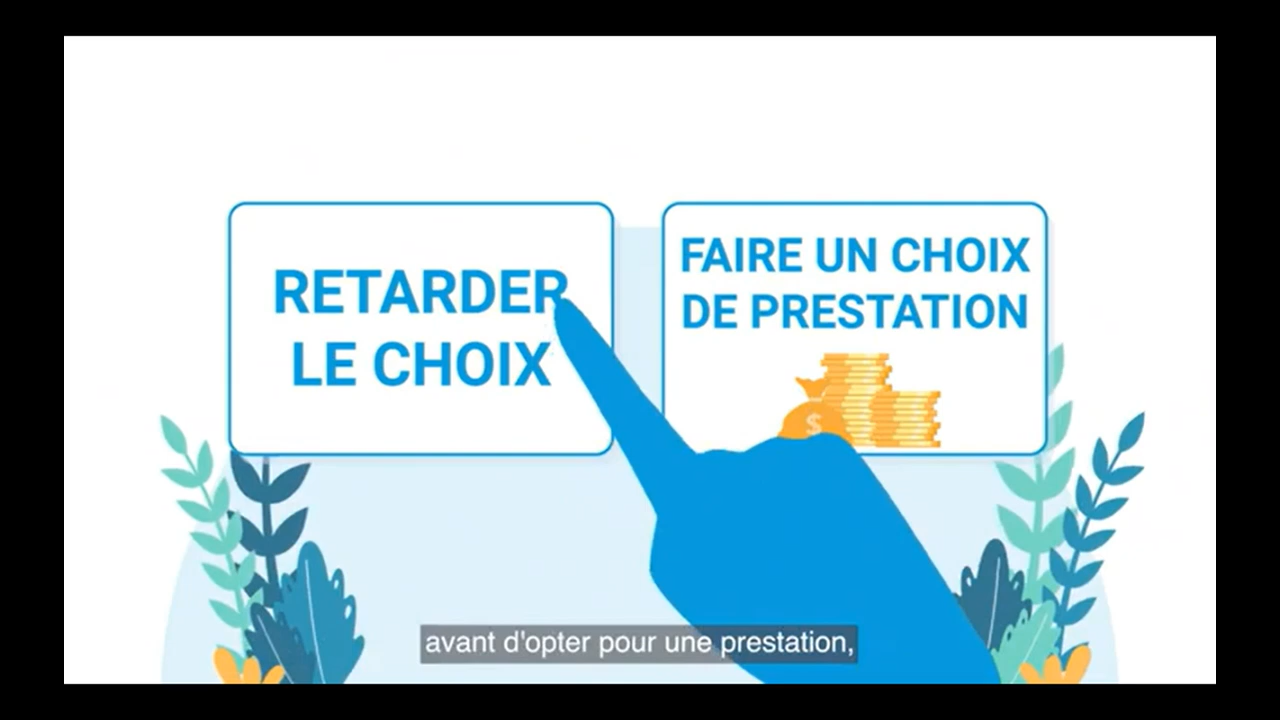 RETARDER
LE CHOIX
FAIRE UN CHOIX
DE PRESTATION
$
avant d'opter pour une prestation,